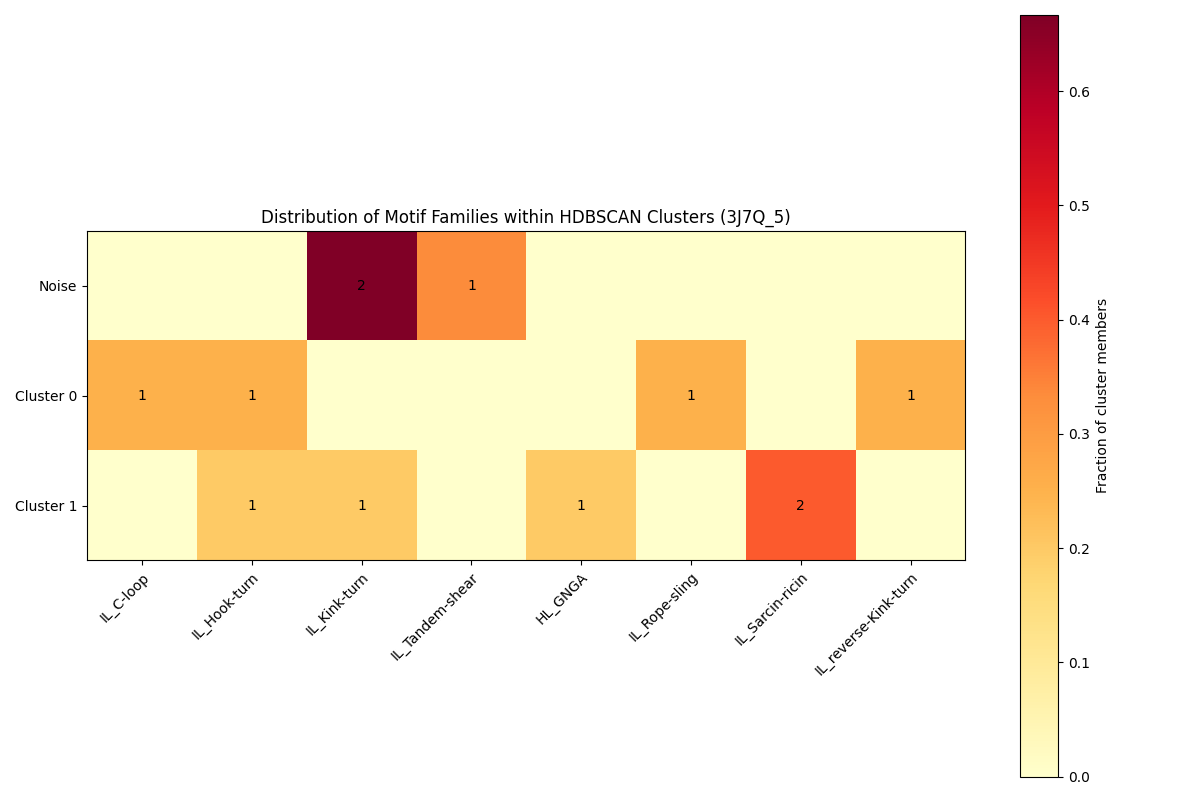 Distribution of Motif Families within HDBSCAN Clusters (3J7Q_5)
Noise
2
1
Cluster 0
1
1
1
1
Cluster 1
1
1
1
2
IL_C-loop
IL_Hook-turn
IL_Kink-turn
IL_Tandem-shear
HL_GNGA
IL_Rope-sling
IL_Sarcin-ricin
IL_reverse-Kink-turn
0.6
0.5
0.4
0.3
0.2
0.1
0.0
Fraction of cluster members